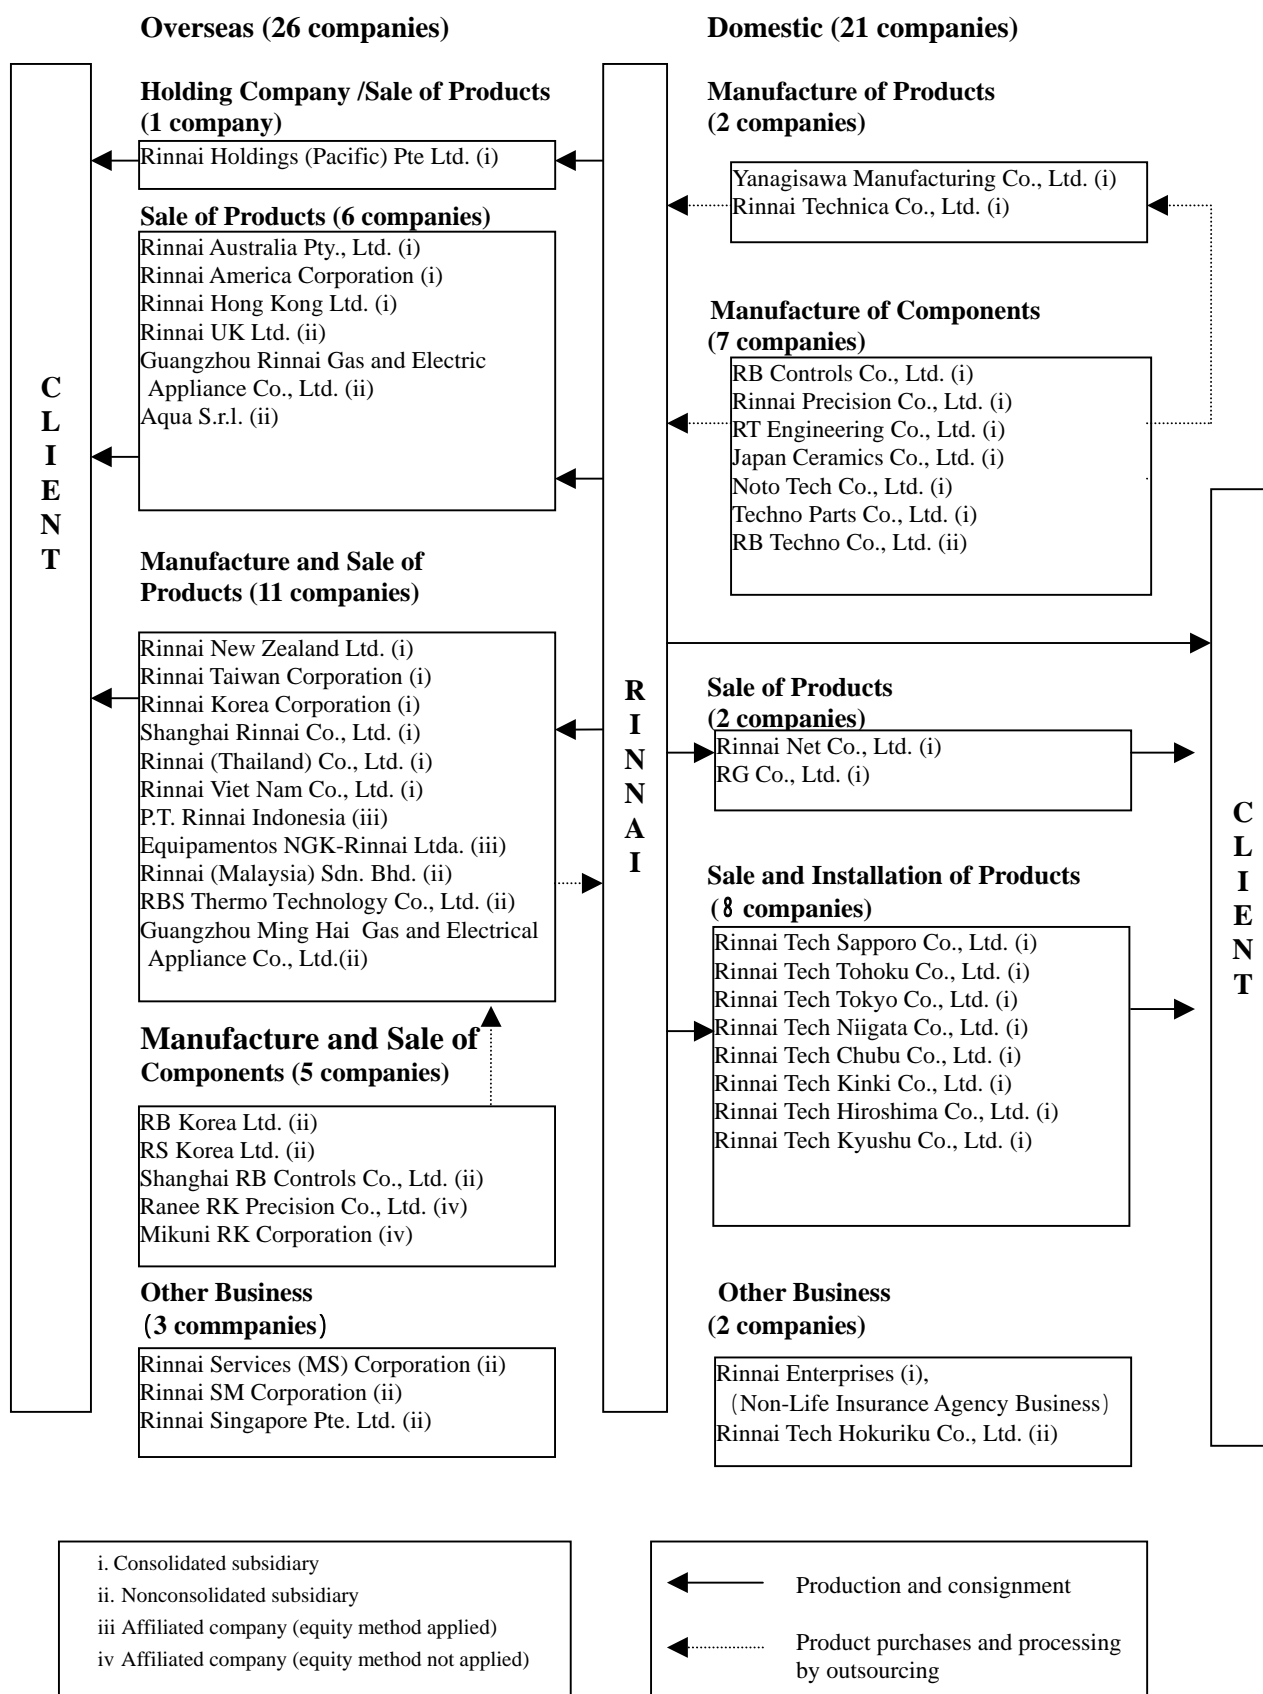 Overseas (26 companies)
Domestic (21 companies)
CLIENT
Holding Company /Sale of Products
(1 company)
Rinnai Holdings (Pacific) Pte Ltd. (i)
Sale of Products (6 companies)
Rinnai Australia Pty., Ltd. (i)
Rinnai America Corporation (i)
Rinnai Hong Kong Ltd. (i)
Rinnai UK Ltd. (ii)
Guangzhou Rinnai Gas and Electric
Appliance Co., Ltd. (ii)
Aqua S.r.l. (ii)
Manufacture and Sale of
Products (11 companies)
Rinnai New Zealand Ltd. (i)
Rinnai Taiwan Corporation (i)
Rinnai Korea Corporation (i)
Shanghai Rinnai Co., Ltd. (i)
Rinnai (Thailand) Co., Ltd. (i)
Rinnai Viet Nam Co., Ltd. (i)
P.T. Rinnai Indonesia (iii)
Equipamentos NGK-Rinnai Ltda. (iii)
Rinnai (Malaysia) Sdn. Bhd. (ii)
RBS Thermo Technology Co., Ltd. (ii)
Guangzhou Ming Hai Gas and Electrical
Appliance Co., Ltd.(ii)
Manufacture and Sale of
Components (5 companies)
RB Korea Ltd. (ii)
RS Korea Ltd. (ii)
Shanghai RB Controls Co., Ltd. (ii)
Ranee RK Precision Co., Ltd. (iv)
Mikuni RK Corporation (iv)
Other Business
(3 commpanies)
Rinnai Services (MS) Corporation (ii)
Rinnai SM Corporation (ii)
Rinnai Singapore Pte. Ltd. (ii)
RINNAI
Manufacture of Products
(2 companies)
Yanagisawa Manufacturing Co., Ltd. (i)
Rinnai Technica Co., Ltd. (i)
Manufacture of Components
(7 companies)
RB Controls Co., Ltd. (i)
Rinnai Precision Co., Ltd. (i)
RT Engineering Co., Ltd. (i)
Japan Ceramics Co., Ltd. (i)
Noto Tech Co., Ltd. (i)
Techno Parts Co., Ltd. (i)
RB Techno Co., Ltd. (ii)
Sale of Products
(2 companies)
Rinnai Net Co., Ltd. (i)
RG Co., Ltd. (i)
Sale and Installation of Products
(8 companies)
Rinnai Tech Sapporo Co., Ltd. (i)
Rinnai Tech Tohoku Co., Ltd. (i)
Rinnai Tech Tokyo Co., Ltd. (i)
Rinnai Tech Niigata Co., Ltd. (i)
Rinnai Tech Chubu Co., Ltd. (i)
Rinnai Tech Kinki Co., Ltd. (i)
Rinnai Tech Hiroshima Co., Ltd. (i)
Rinnai Tech Kyushu Co., Ltd. (i)
Other Business
(2 companies)
Rinnai Enterprises (i),
(Non-Life Insurance Agency Business)
Rinnai Tech Hokuriku Co., Ltd. (ii)
CLIENT
i. Consolidated subsidiary
ii. Nonconsolidated subsidiary
iii Affiliated company (equity method applied)
iv Affiliated company (equity method not applied)
Production and consignment
Product purchases and processing
by outsourcing